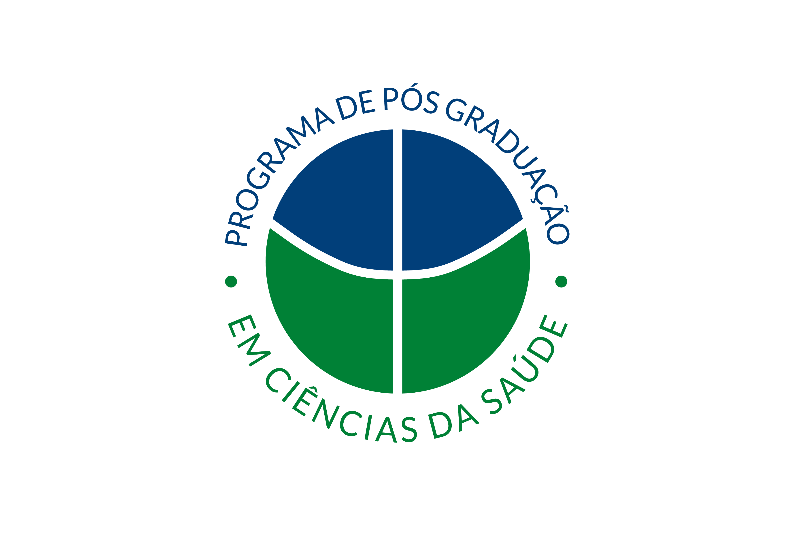 PROGRAMA DE PÓS GRADUAÇÃO
EM CIÊNCIAS DA SAÚDE